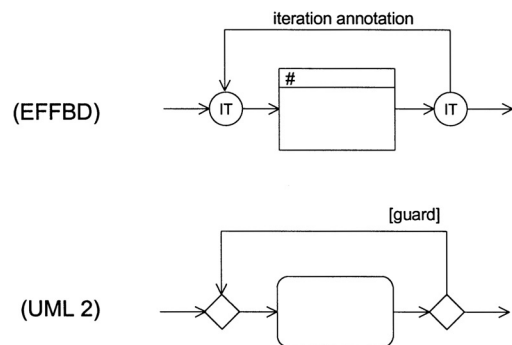 iteration annotation
#
(EFFBD)
IT
IT
[guard]
(UML 2)